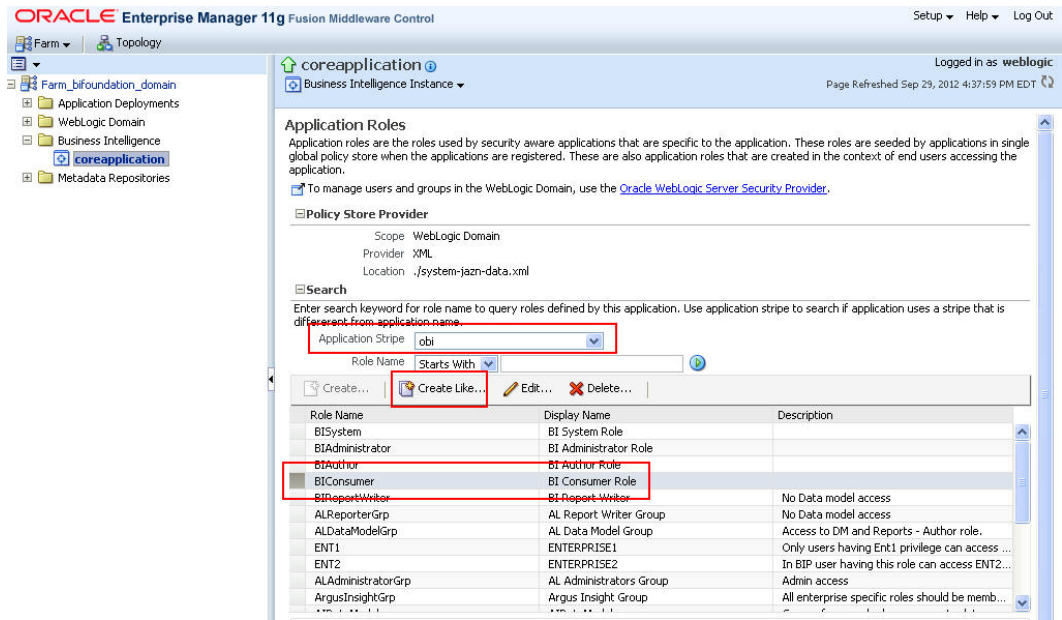 ORACLE Enterprise Manager 11g Fusion Middleware Control
Setup Help Log Out
Farm Topology
Farm_bifoundation_domain
Application Deployments
WebLogic Domain
Business Intelligence
coreapplication
Metadata Repositories
coreapplication
Logged in as weblogic
Business Intelligence Instance
Page Refreshed Sep 29, 2012 4:37:59 PM EDT
Application Roles
Application roles are the roles used by security aware applications that are specific to the application. These roles are seeded by applications in single
global policy store when the applications are registered. These are also application roles that are created in the context of end users accessing the
application.
To manage users and groups in the WebLogic Domain, use the Oracle WebLogic Server Security Provider.
Policy Store Provider
Scope WebLogic Domain
Provider XML
Location ./system-jazn-data.xml
Search
Enter search keyword for role name to query roles defined by this application. Use application stripe to search if application uses a stripe that is
differerent from application name.
Application Stripe obi
Role Name Starts With
Create... Create Like... Edit... Delete...
Role Name Display Name Description
BISystem BI System Role
BIAdministrator BI Administrator Role
BIAuthor BI Author Role
BIConsumer BI Consumer Role
BIReportWriter BI Report Writer No Data model access
ALReporterGrp AL Report Writer Group No Data model access
ALDataModelGrp AL Data Model Group Access to DM and Reports - Author role.
ENT1 ENTERPRISE1 Only users having Ent1 privilege can access ...
ENT2 ENTERPRISE2 In BIP user having this role can access ENT2...
ALAdministratorGrp AL Administrators Group Admin access
ArgusInsightGrp Argus Insight Group All enterprise specific roles should be memb...